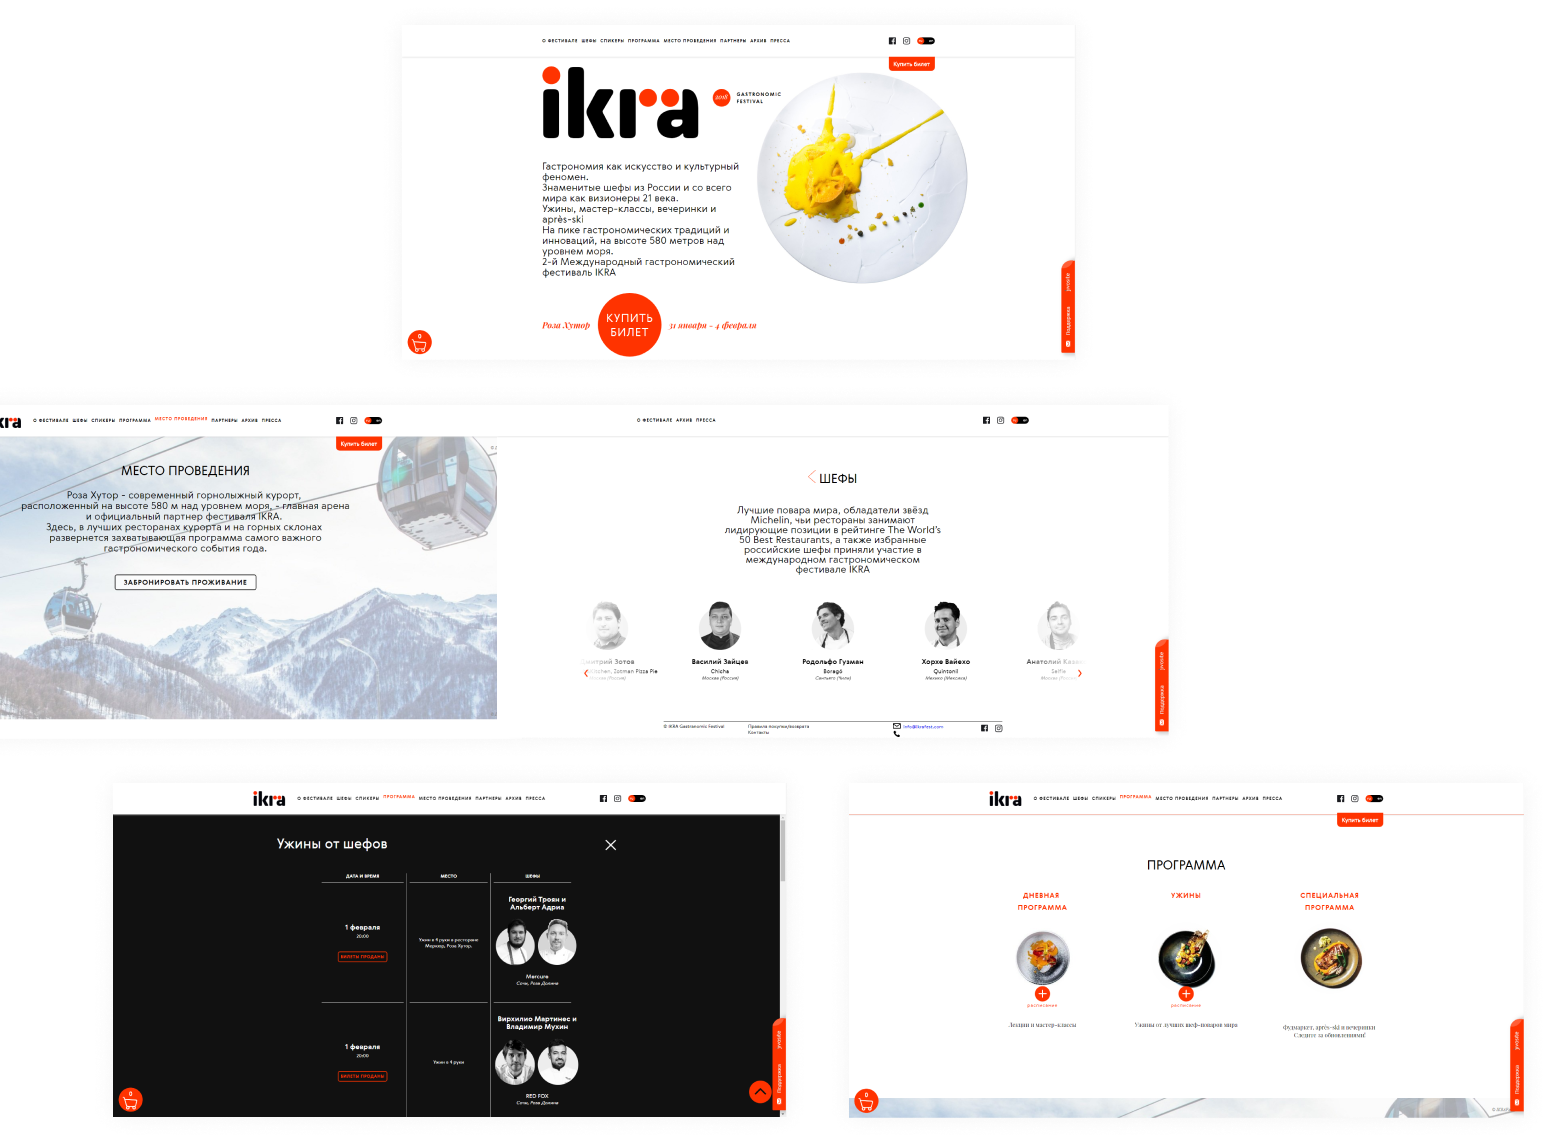 О ФЕСТИВАЛЕ ШЕФЫ СПИКЕРЫ ПРОГРАММА МЕСТО ПРОВЕДЕНИЯ ПАРТНЕРЫ АРХИВ ПРЕССА
Купить билет
ikra
2018
GASTRONOMIC
FESTIVAL
Гастрономия как искусство и культурный
феномен.
Знаменитые шефы из России и со всего
мира как визионеры 21 века.
Ужины, мастер-классы, вечеринки и
après-ski
На пике гастрономических традиций и
инноваций, на высоте 580 метров над
уровнем моря.
2-й Международный гастрономический
фестиваль IKRA
Роза Хутор
КУПИТЬ
БИЛЕТ
31 января - 4 февраля
0
Поддержка
О ФЕСТИВАЛЕ ШЕФЫ СПИКЕРЫ ПРОГРАММА МЕСТО ПРОВЕДЕНИЯ ПАРТНЕРЫ АРХИВ ПРЕССА
Купить билет
МЕСТО ПРОВЕДЕНИЯ
Роза Хутор - современный горнолыжный курорт,
расположенный на высоте 580 м над уровнем моря, - главная арена
и официальный партнер фестиваля IKRA.
Здесь, в лучших ресторанах курорта и на горных склонах
развернется захватывающая программа самого важного
гастрономического события года.
ЗАБРОНИРОВАТЬ ПРОЖИВАНИЕ
О ФЕСТИВАЛЕ АРХИВ ПРЕССА
ШЕФЫ
Лучшие повара мира, обладатели звёзд
Michelin, чьи рестораны занимают
лидирующие позиции в рейтинге The World's
50 Best Restaurants, а также избранные
российские шефы приняли участие в
международном гастрономическом
фестивале IKRA
Дмитрий Зотов
Zotman Pizza Pie
Москва (Россия)
Василий Зайцев
Chicha
Москва (Россия)
Родольфо Гузман
Boragó
Сантьяго (Чили)
Хорхе Вайехо
Quintonil
Мехико (Мексика)
Анатолий
Selfie
Москва
© IKRA Gastronomic Festival
Правила покупки/возврата
Контакты
info@ikrafest.com
Поддержка
ikra
О ФЕСТИВАЛЕ ШЕФЫ СПИКЕРЫ ПРОГРАММА МЕСТО ПРОВЕДЕНИЯ ПАРТНЕРЫ АРХИВ ПРЕССА
Ужины от шефов
ДАТА И ВРЕМЯ
МЕСТО
ШЕФЫ
1 февраля
20:00
БИЛЕТЫ ПРОДАНЫ
Ужин в 4 руки в ресторане
Меркюр, Роза Хутор.
Георгий Троян и
Альберт Адриа
Mercure
Сочи, Роза Долина
1 февраля
20:00
БИЛЕТЫ ПРОДАНЫ
Ужин в 4 руки
Вирхилио Мартинес и
Владимир Мухин
RED FOX
Сочи, Роза Долина
0
Поддержка
ikra
О ФЕСТИВАЛЕ ШЕФЫ СПИКЕРЫ ПРОГРАММА МЕСТО ПРОВЕДЕНИЯ ПАРТНЕРЫ АРХИВ ПРЕССА
Купить билет
ПРОГРАММА
ДНЕВНАЯ
ПРОГРАММА
расписание
Лекции и мастер-классы
УЖИНЫ
расписание
Ужины от лучших шеф-поваров мира
СПЕЦИАЛЬНАЯ
ПРОГРАММА
Фудмаркет, après-ski и вечеринки
Следите за обновлениями!
0
Поддержка